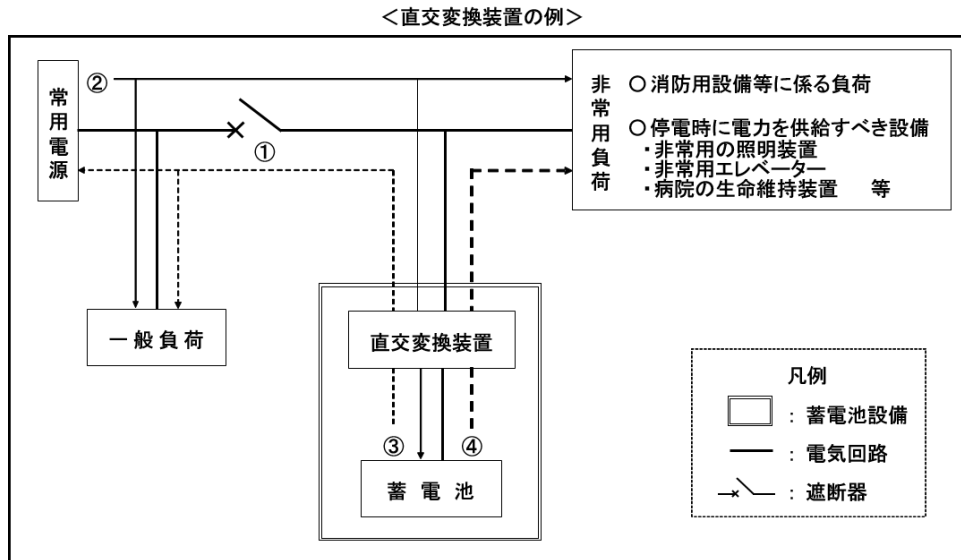 ＜直交変換装置の例＞
常用電源
②
①
非常用負荷
○消防用設備等に係る負荷
○停電時に電力を供給すべき設備
・非常用の照明装置
・非常用エレベーター
・病院の生命維持装置　等
一般負荷
直交変換装置
③
④
蓄電池
凡例
：蓄電池設備
：電気回路
：遮断器